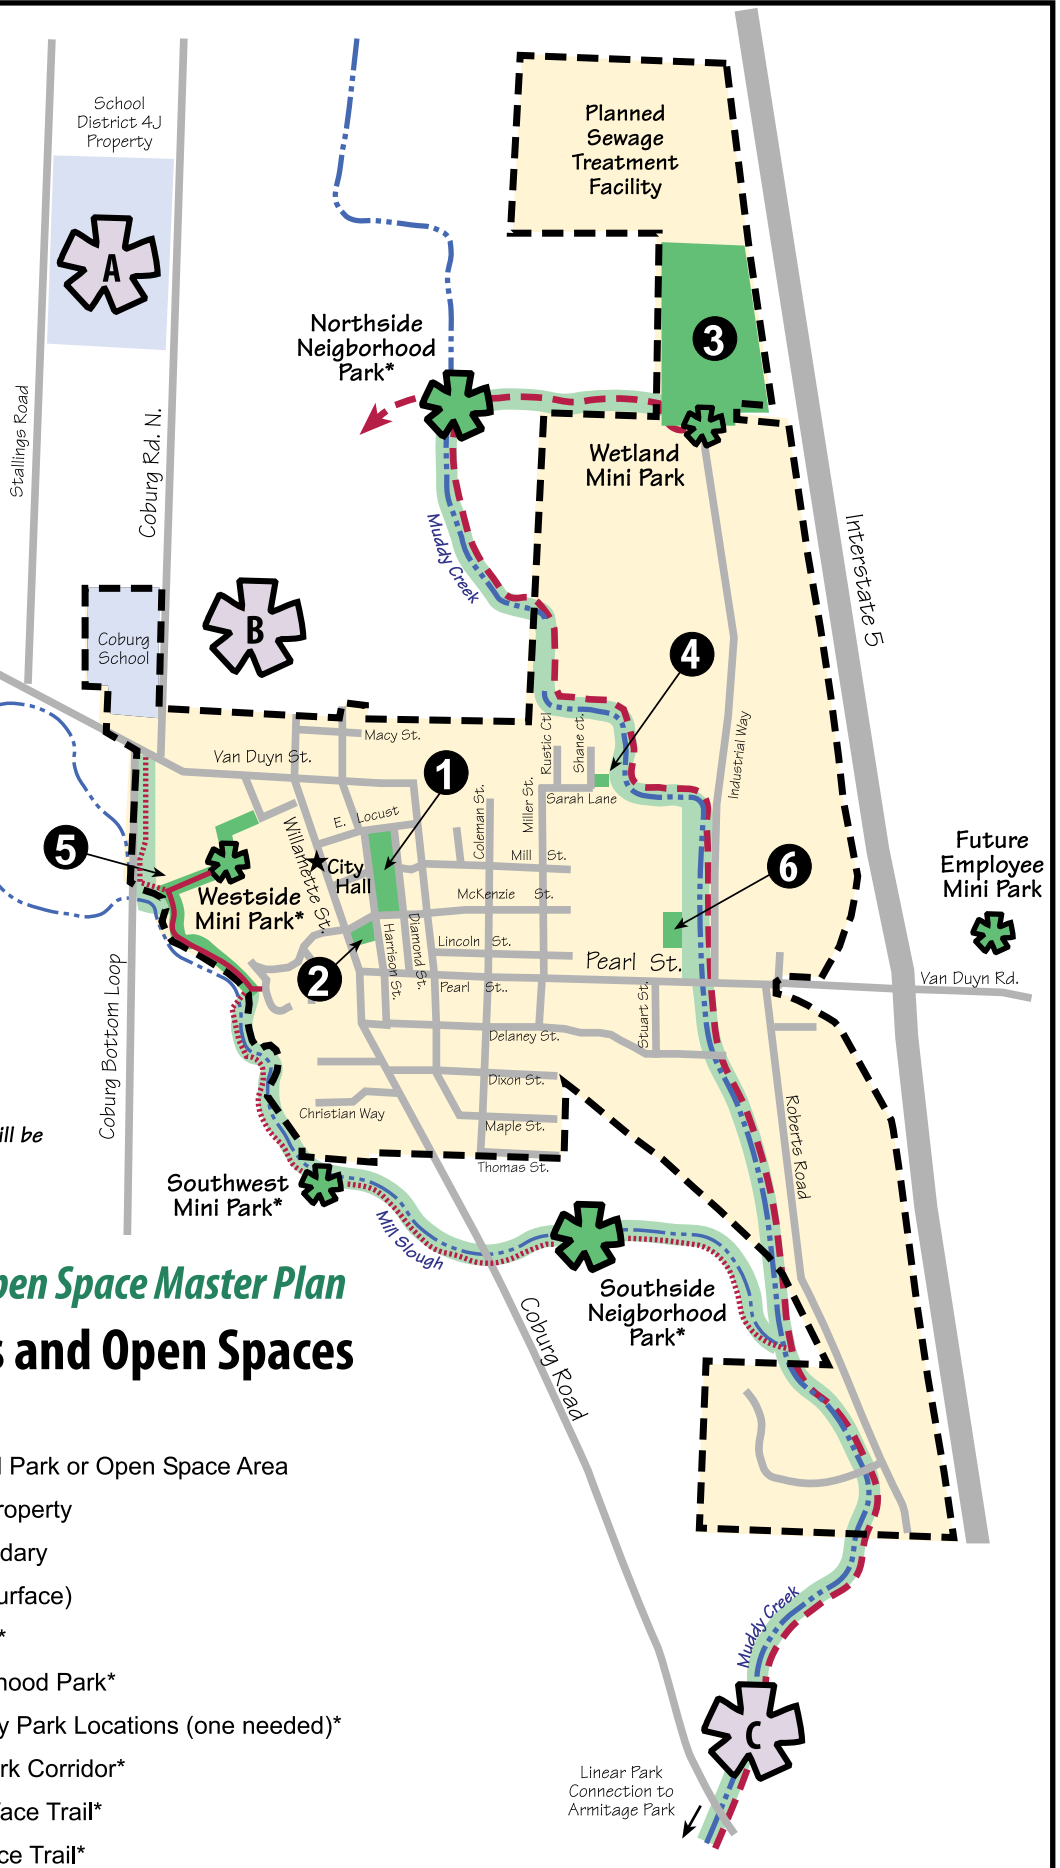 School
District 4J
Property
Planned
Sewage
Treatment
Facility
A
3
Northside
Neigborhood
Park*
Wetland
Mini Park
Stallings Road
Coburg Rd. N.
Muddy Creek
Interstate 5
Coburg
School
B
4
Macy St.
Van Duyn St.
1
Rustic Ct.
Shane ct.
Industrial Way
Sarah Lane
Miller St.
Coleman St.
E. Locust
Willamette St.
5
City
Hall
Mill St.
6
Future
Employee
Mini Park
Westside
Mini Park*
McKenzie St.
Harrison St.
Diamond St.
Lincoln St.
Pearl St.
2
Pearl St..
Van Duyn Rd.
Coburg Bottom Loop
Stuart St.
Delaney St.
Dixon St.
Christian Way
Maple St.
Thomas St.
Roberts Road
ill be
Southwest
Mini Park*
Mill Slough
Southside
Neigborhood
Park*
Coburg Road
pen Space Master Plan
s and Open Spaces
l Park or Open Space Area
roperty
dary
urface)
*
hood Park*
y Park Locations (one needed)*
rk Corridor*
face Trail*
ce Trail*
Muddy Creek
C
Linear Park
Connection to
Armitage Park